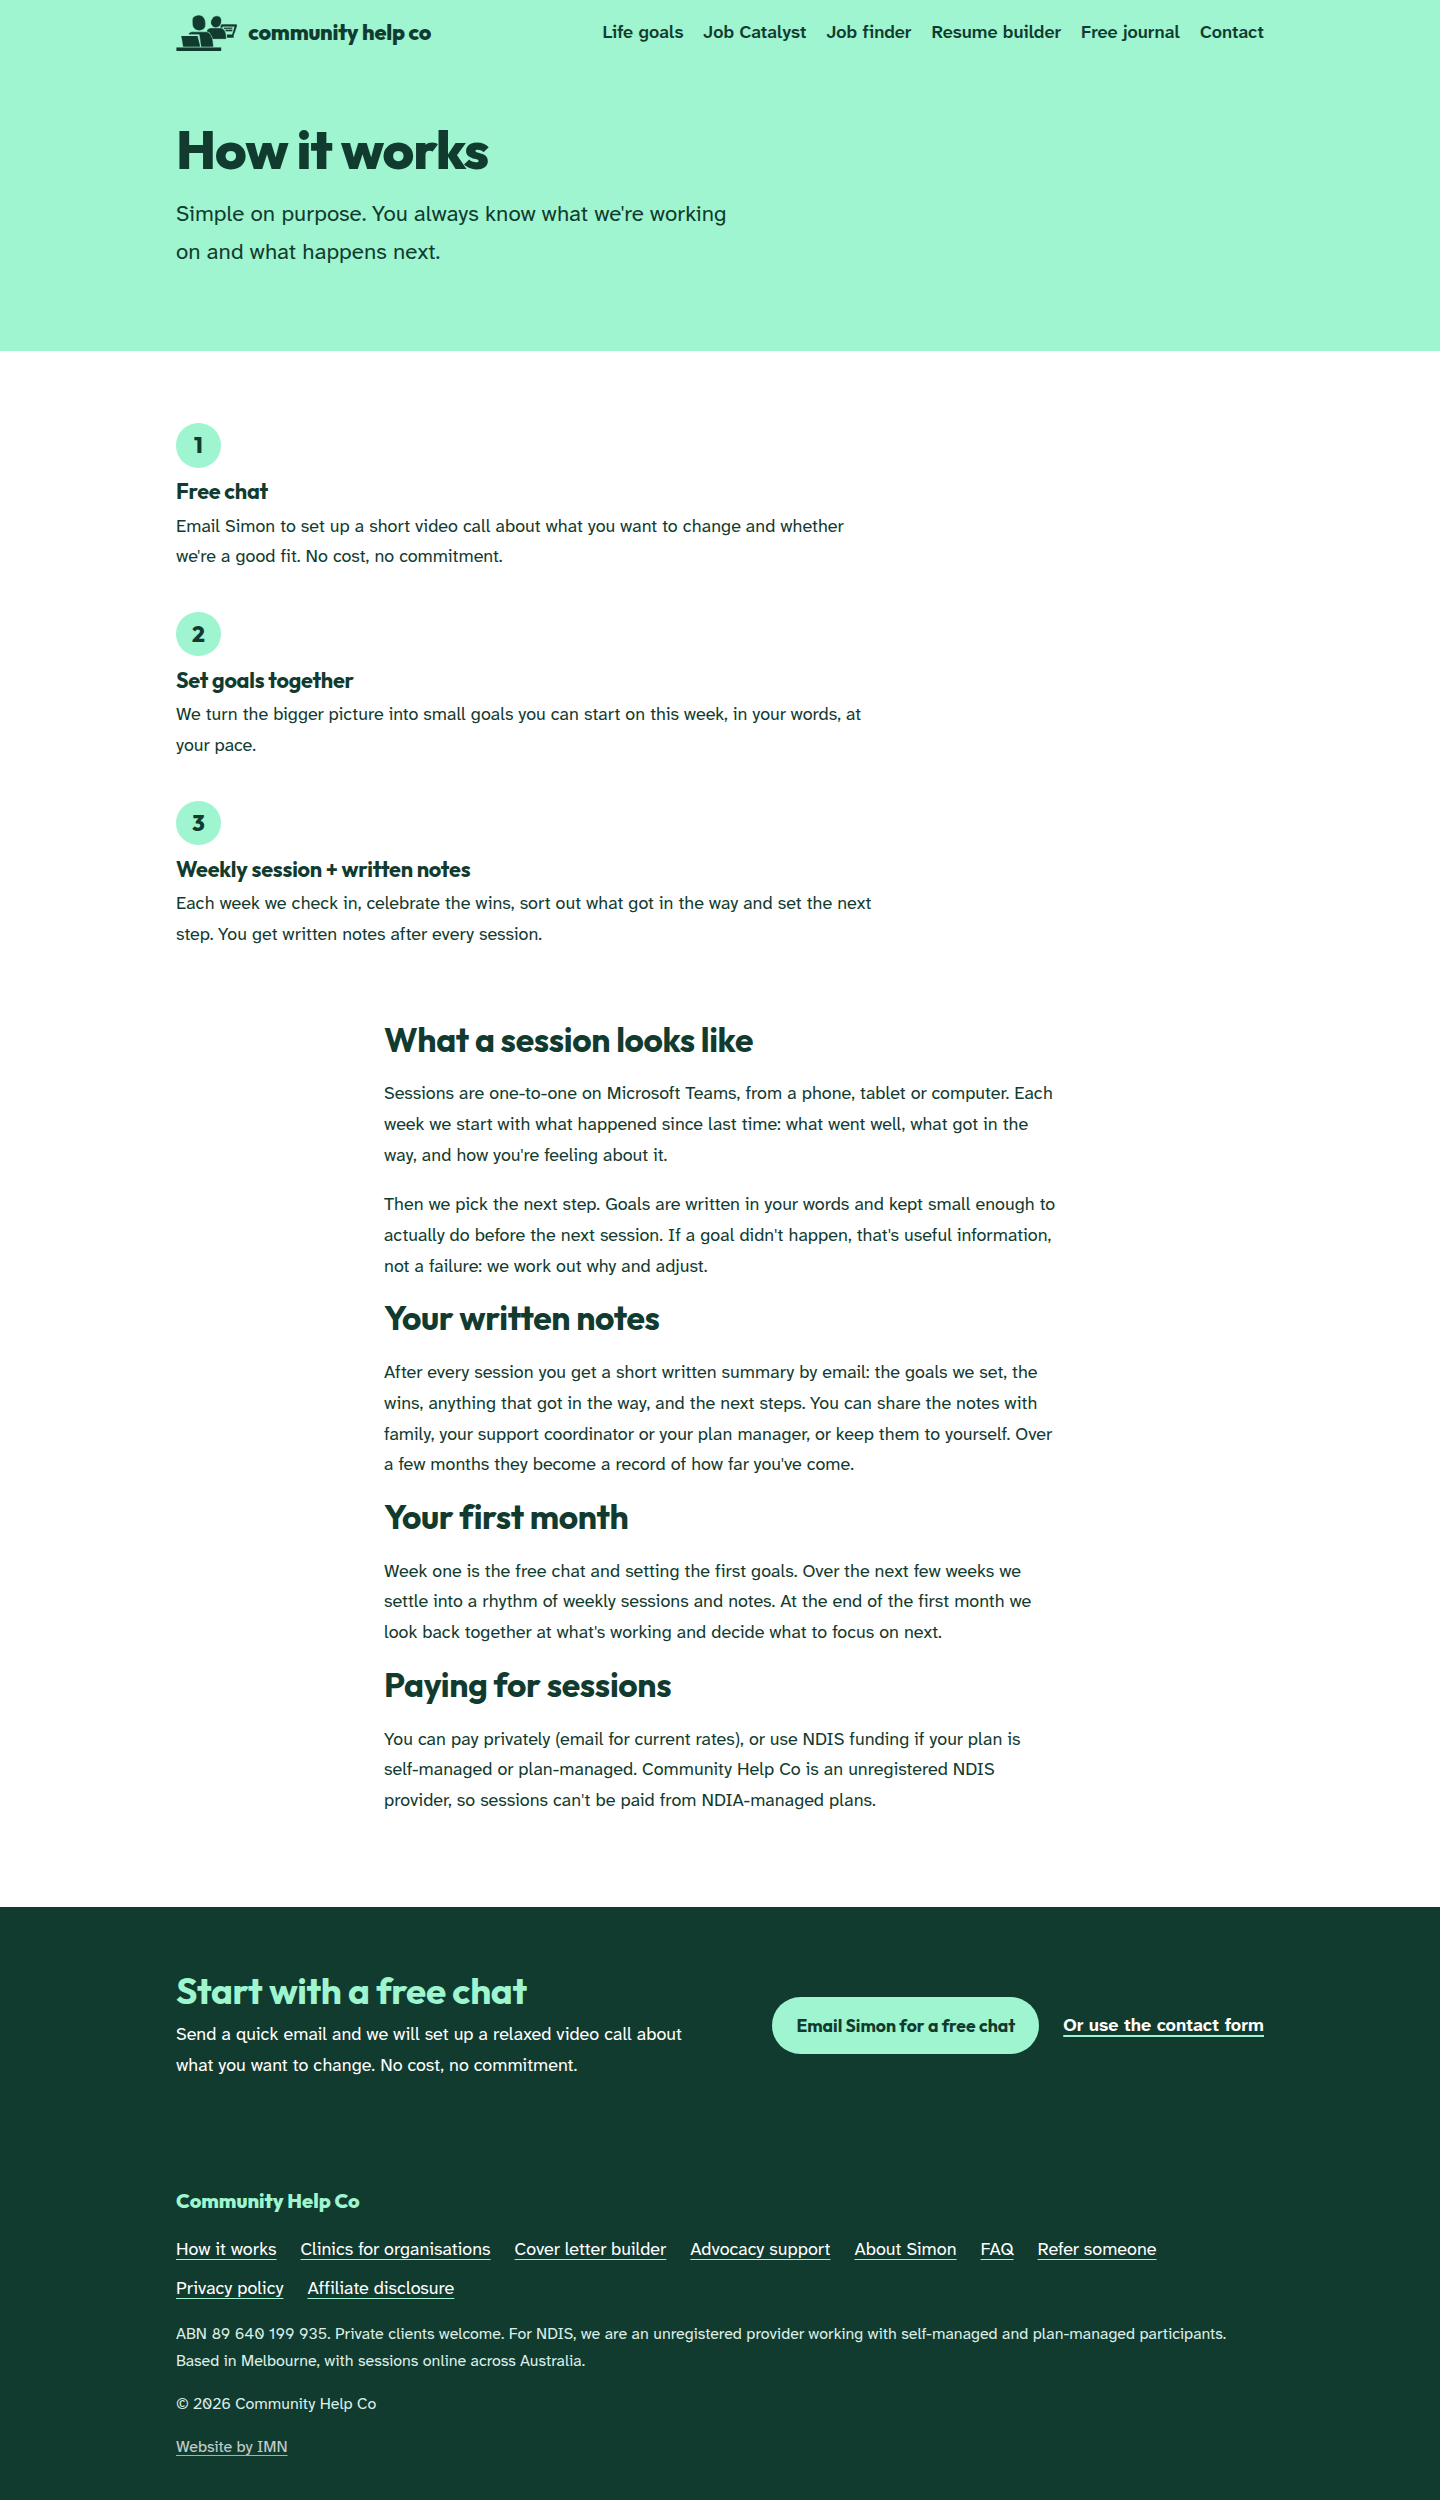 community help co
Life goals Job Catalyst Job finder Resume builder Free journal Contact
How it works
Simple on purpose. You always know what we're working
on and what happens next.
1
Free chat
Email Simon to set up a short video call about what you want to change and whether
we're a good fit. No cost, no commitment.
2
Set goals together
We turn the bigger picture into small goals you can start on this week, in your words, at
your pace.
3
Weekly session + written notes
Each week we check in, celebrate the wins, sort out what got in the way and set the next
step. You get written notes after every session.
What a session looks like
Sessions are one-to-one on Microsoft Teams, from a phone, tablet or computer. Each
week we start with what happened since last time: what went well, what got in the
way, and how you're feeling about it.
Then we pick the next step. Goals are written in your words and kept small enough to
actually do before the next session. If a goal didn't happen, that's useful information,
not a failure: we work out why and adjust.
Your written notes
After every session you get a short written summary by email: the goals we set, the
wins, anything that got in the way, and the next steps. You can share the notes with
family, your support coordinator or your plan manager, or keep them to yourself. Over
a few months they become a record of how far you've come.
Your first month
Week one is the free chat and setting the first goals. Over the next few weeks we
settle into a rhythm of weekly sessions and notes. At the end of the first month we
look back together at what's working and decide what to focus on next.
Paying for sessions
You can pay privately (email for current rates), or use NDIS funding if your plan is
self-managed or plan-managed. Community Help Co is an unregistered NDIS
provider, so sessions can't be paid from NDIA-managed plans.
Start with a free chat
Send a quick email and we will set up a relaxed video call about
what you want to change. No cost, no commitment.
Email Simon for a free chat
Or use the contact form
Community Help Co
How it works Clinics for organisations Cover letter builder Advocacy support About Simon FAQ Refer someone
Privacy policy Affiliate disclosure
ABN 89 640 199 935. Private clients welcome. For NDIS, we are an unregistered provider working with self-managed and plan-managed participants.
Based in Melbourne, with sessions online across Australia.
© 2026 Community Help Co
Website by IMN